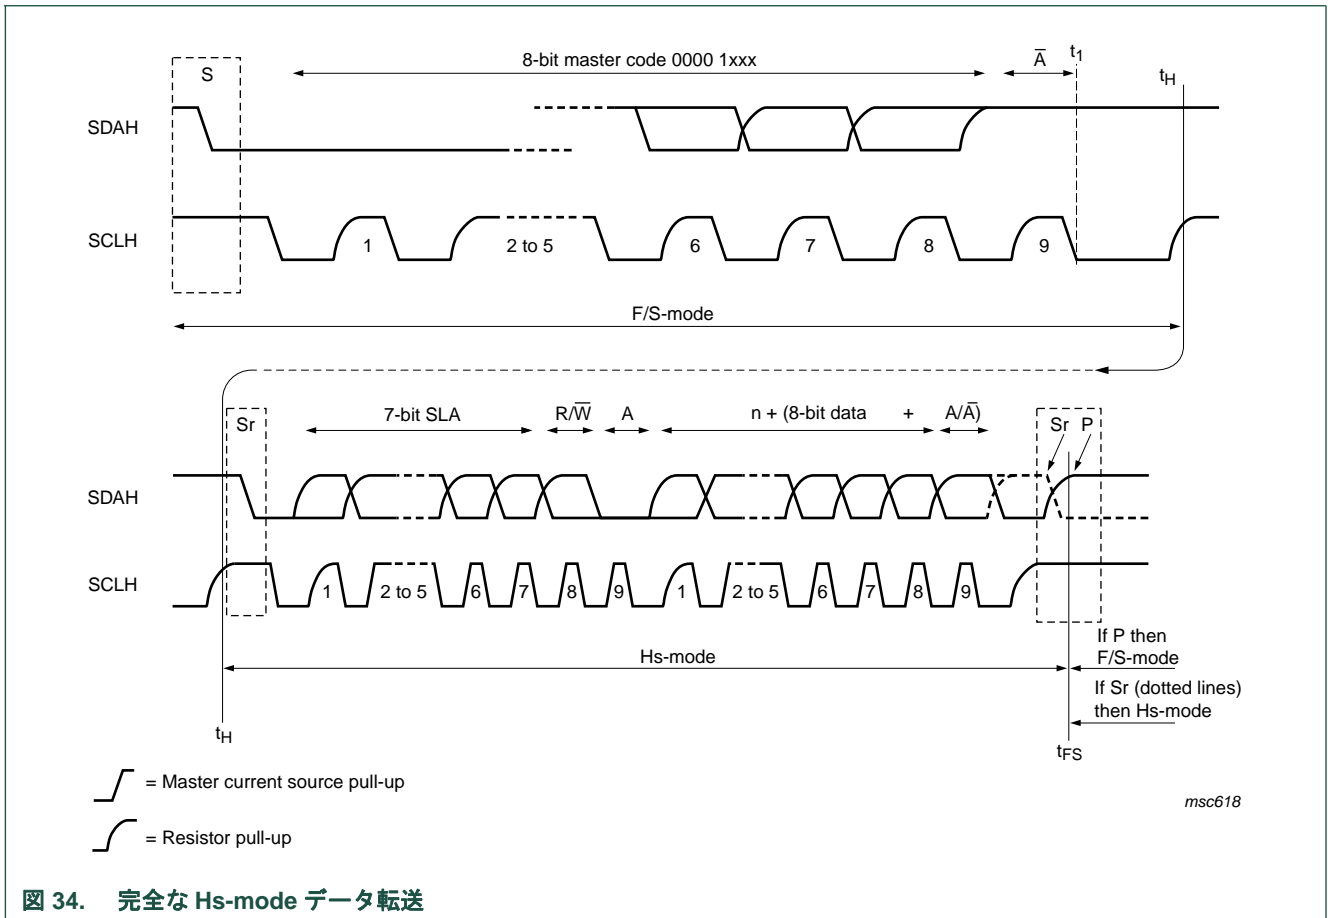 8-bit master code 0000 1xxx
A̅
t1
S
tH
SDAH
SCLH
1
2 to 5
6
7
8
9
F/S-mode
7-bit SLA
R/W̅
A
n + (8-bit data + A/A̅)
Sr
Sr P
SDAH
SCLH
1
2 to 5
6
7
8
9
1
2 to 5
6
7
8
9
If P then
F/S-mode
Hs-mode
If Sr (dotted lines)
then Hs-mode
tH
tFS
= Master current source pull-up
msc618
= Resistor pull-up
図 34. 完全な Hs-mode データ転送